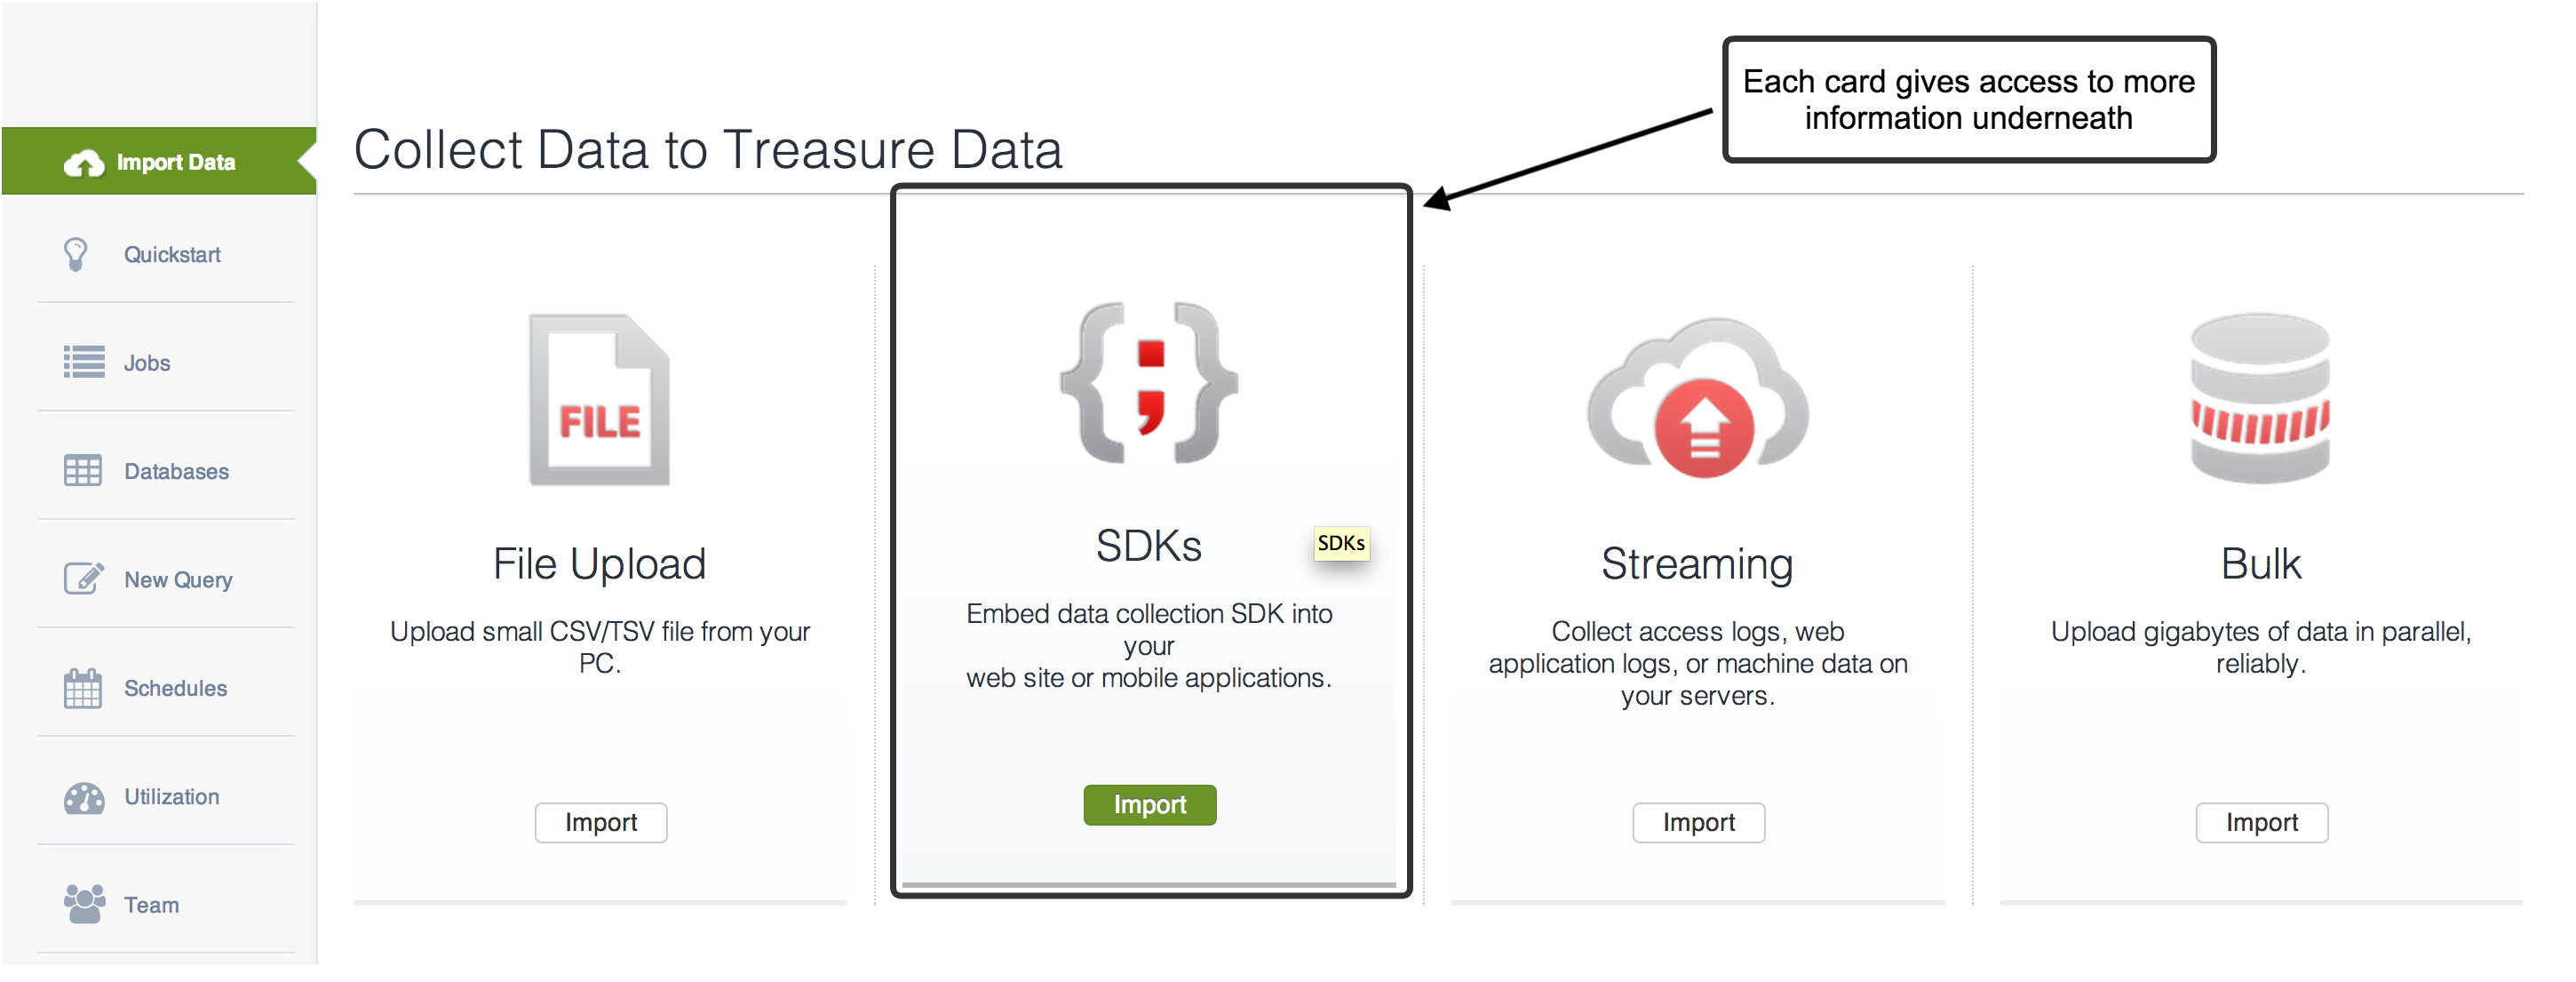 Each card gives access to more
information underneath
Collect Data to Treasure Data
Import Data
Quickstart
Jobs
Databases
New Query
Schedules
Utilization
Team
FILE
File Upload
Upload small CSV/TSV file from your
PC.
Import
{;}
SDKs
SDKs
Embed data collection SDK into
your
web site or mobile applications.
Import
Streaming
Collect access logs, web
application logs, or machine data on
your servers.
Import
Bulk
Upload gigabytes of data in parallel,
reliably.
Import